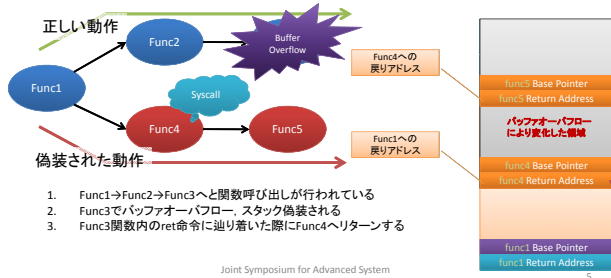 正しい動作
Func2
Buffer
Overflow
Func1
Syscall
Func4
Func5
偽装された動作
Func4への
戻りアドレス
Func1への
戻りアドレス
func5 Base Pointer
func5 Return Address
バッファオーバフロー
により変化した領域
func4 Base Pointer
func4 Return Address
func1 Base Pointer
func1 Return Address
1. Func1→Func2→Func3へと関数呼び出しが行われている
2. Func3でバッファオーバフロー，スタック偽装される
3. Func3関数内のret命令に辿り着いた際にFunc4へリターンする
Joint Symposium for Advanced System
5